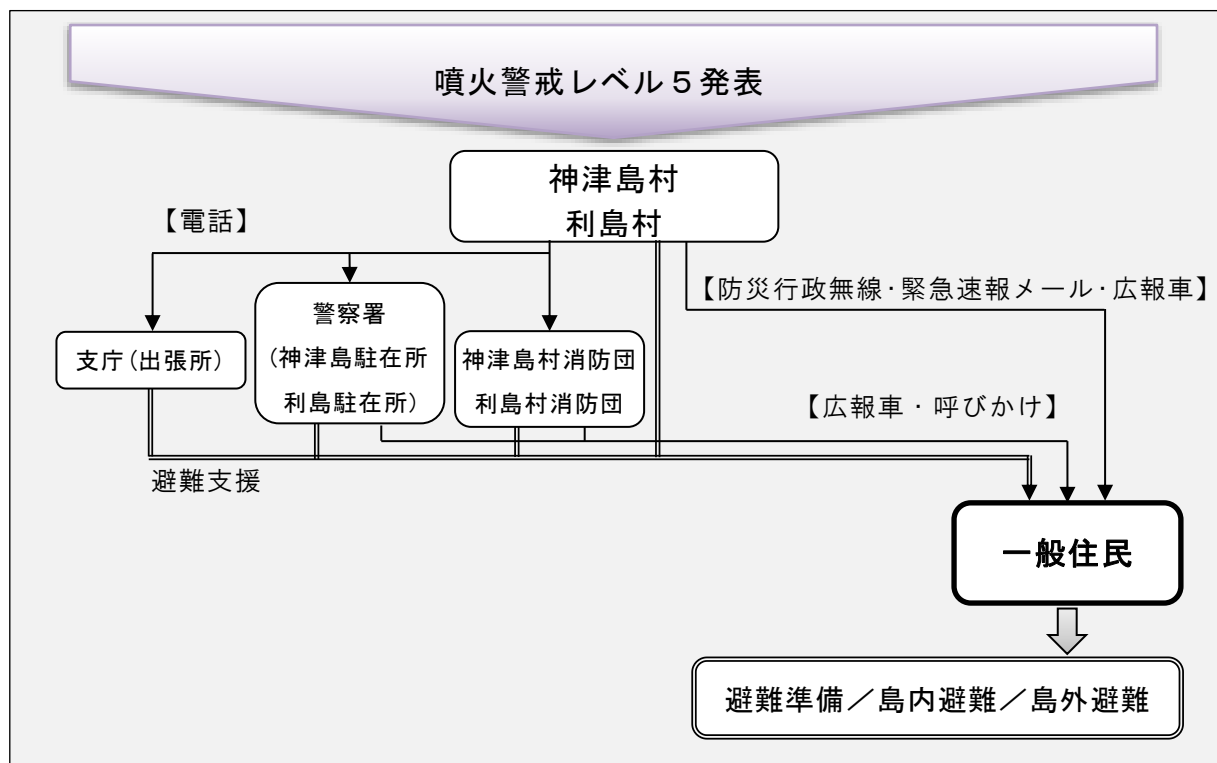 噴火警戒レベル５発表
神津島村
利島村
【電話】
【防災行政無線･緊急速報メール･広報車】
支庁(出張所)
警察署
(神津島駐在所
利島駐在所)
神津島村消防団
利島村消防団
【広報車・呼びかけ】
避難支援
一般住民
避難準備／島内避難／島外避難